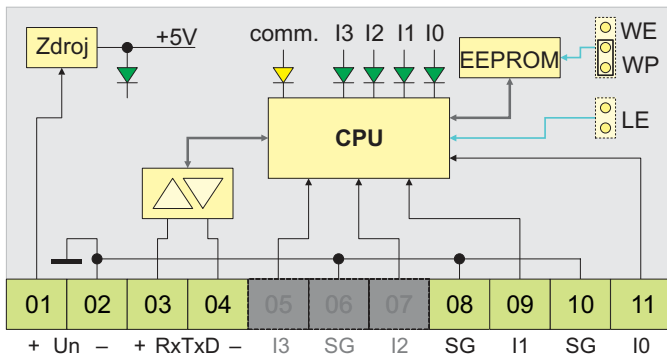 Zdroj +5V comm. I3 I2 I1 I0 WE
EEPROM WP
CPU LE
01 02 03 04 05 06 07 08 09 10 11
+ Un – + RxTxD – I3 SG I2 SG I1 SG I0